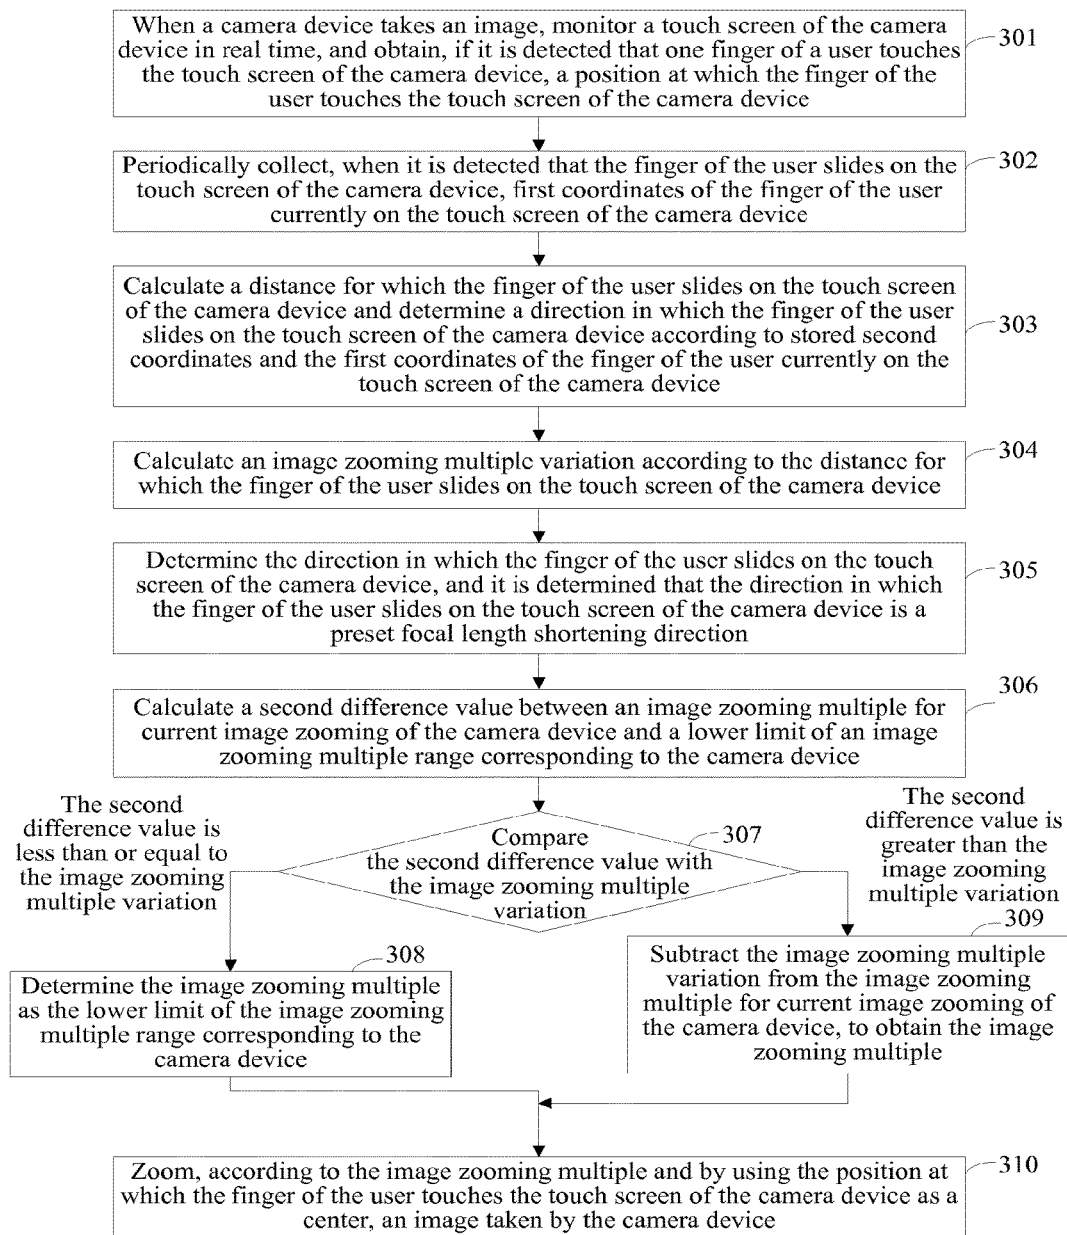 When a camera device takes an image, monitor a touch screen of the camera
device in real time, and obtain, if it is detected that one finger of a user touches
the touch screen of the camera device, a position at which the finger of the
user touches the touch screen of the camera device
301
Periodically collect, when it is detected that the finger of the user slides on the
touch screen of the camera device, first coordinates of the finger of the user
currently on the touch screen of the camera device
302
Calculate a distance for which the finger of the user slides on the touch screen
of the camera device and determine a direction in which the finger of the user
slides on the touch screen of the camera device according to stored second
coordinates and the first coordinates of the finger of the user currently on the
touch screen of the camera device
303
Calculate an image zooming multiple variation according to the distance for
which the finger of the user slides on the touch screen of the camera device
304
Determine the direction in which the finger of the user slides on the touch
screen of the camera device, and it is determined that the direction in which
the finger of the user slides on the touch screen of the camera device is a
preset focal length shortening direction
305
Calculate a second difference value between an image zooming multiple for
current image zooming of the camera device and a lower limit of an image
zooming multiple range corresponding to the camera device
306
The second
difference value is
less than or equal to
the image zooming
multiple variation
Compare
the second difference value with
the image zooming multiple
variation
307
The second
difference value is
greater than the
image zooming
multiple variation
Determine the image zooming multiple
as the lower limit of the image zooming
multiple range corresponding to the
camera device
308
Subtract the image zooming multiple
variation from the image zooming
multiple for current image zooming of
the camera device, to obtain the image
zooming multiple
309
Zoom, according to the image zooming multiple and by using the position at
which the finger of the user touches the touch screen of the camera device as a
center, an image taken by the camera device
310